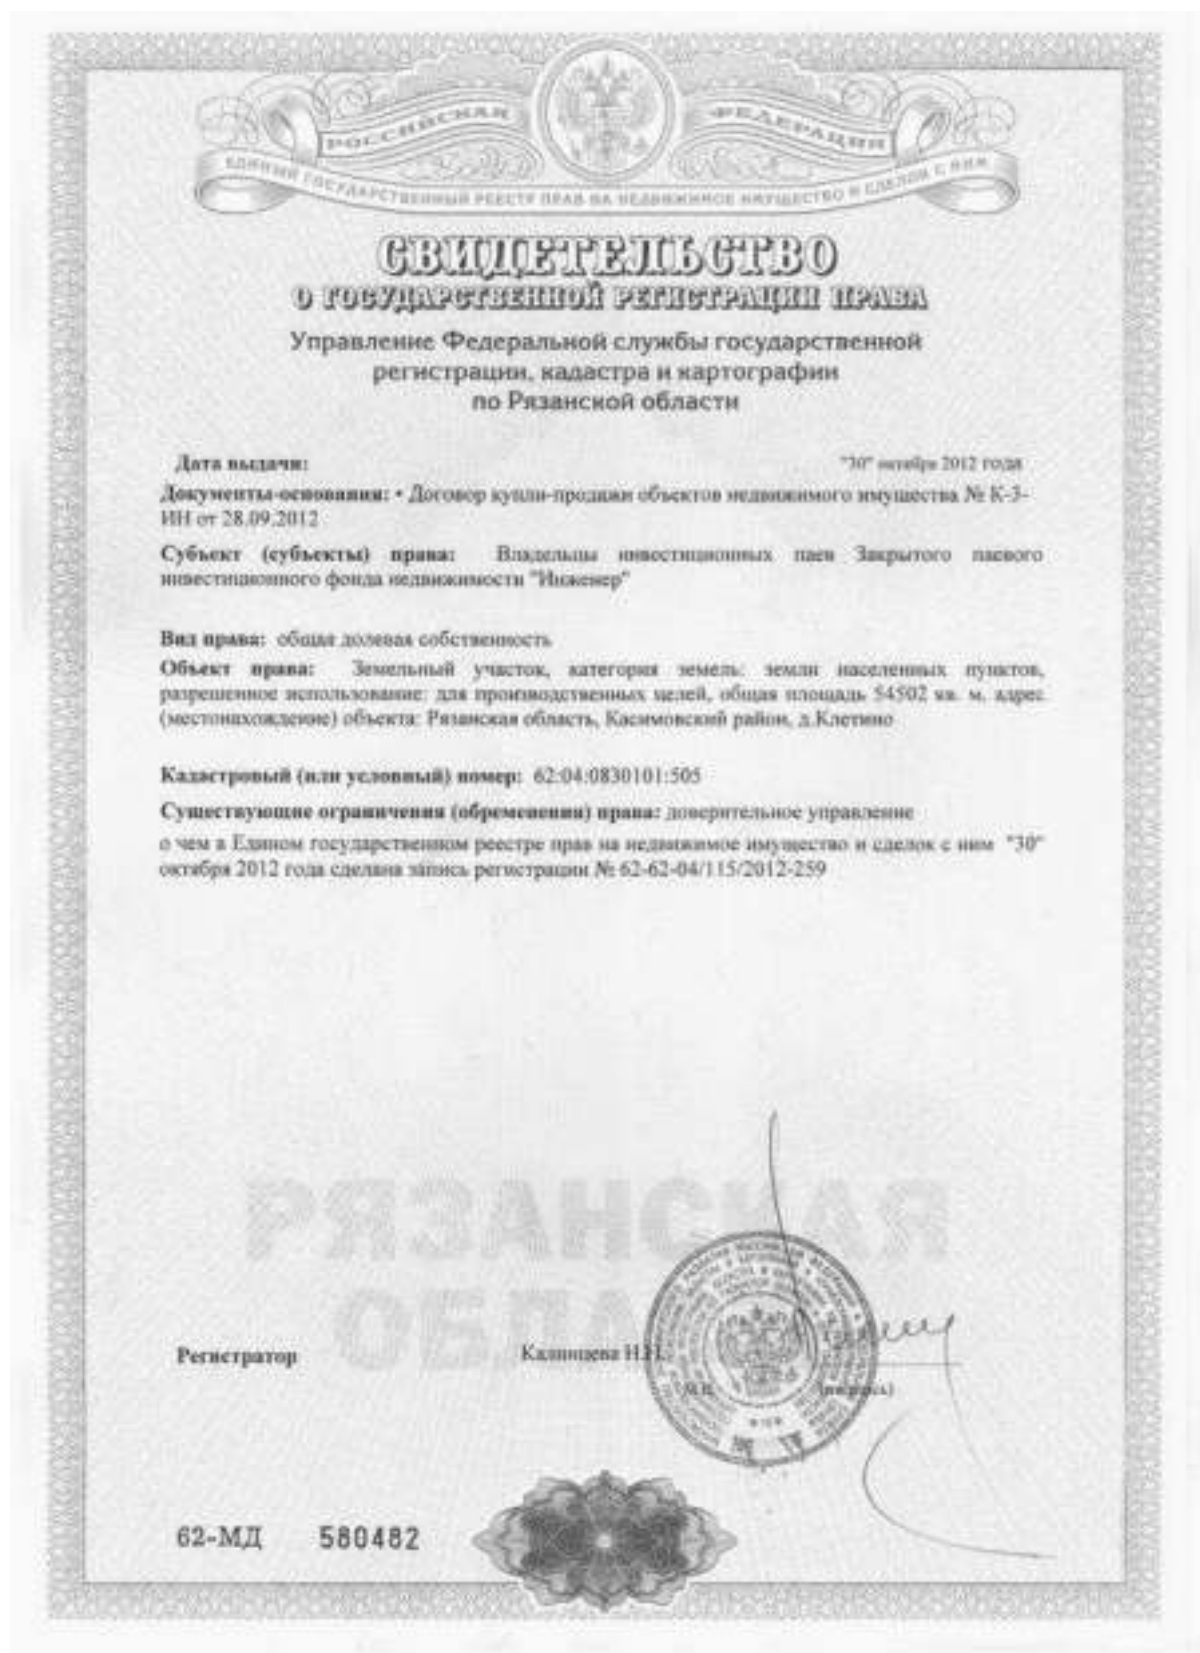 РОССИЙСКАЯ ФЕДЕРАЦИЯ
ЕДИНЫЙ ГОСУДАРСТВЕННЫЙ РЕЕСТР ПРАВ НА НЕДВИЖИМОЕ ИМУЩЕСТВО И СДЕЛОК С НИМ
СВИДЕТЕЛЬСТВО
О ГОСУДАРСТВЕННОЙ РЕГИСТРАЦИИ ПРАВА
Управление Федеральной службы государственной
регистрации, кадастра и картографии
по Рязанской области
Дата выдачи: "30" октября 2012 года
Документы-основания: • Договор купли-продажи объектов недвижимого имущества № К-3-
ИН от 28.09.2012
Субъект (субъекты) права: Владельцы инвестиционных паев Закрытого паевого
инвестиционного фонда недвижимости "Инженер"
Вид права: общая долевая собственность
Объект права: Земельный участок, категория земель: земли населенных пунктов,
разрешенное использование: для производственных целей, общая площадь 54502 кв. м, адрес
(местонахождение) объекта: Рязанская область, Касимовский район, д.Клетино
Кадастровый (или условный) номер: 62:04:0830101:505
Существующие ограничения (обременения) права: доверительное управление
о чем в Едином государственном реестре прав на недвижимое имущество и сделок с ним "30"
октября 2012 года сделана запись регистрации № 62-62-04/115/2012-259
РЯЗАНСКАЯ
Регистратор Н.Н.
М.П. (подпись)
62-МД 580482